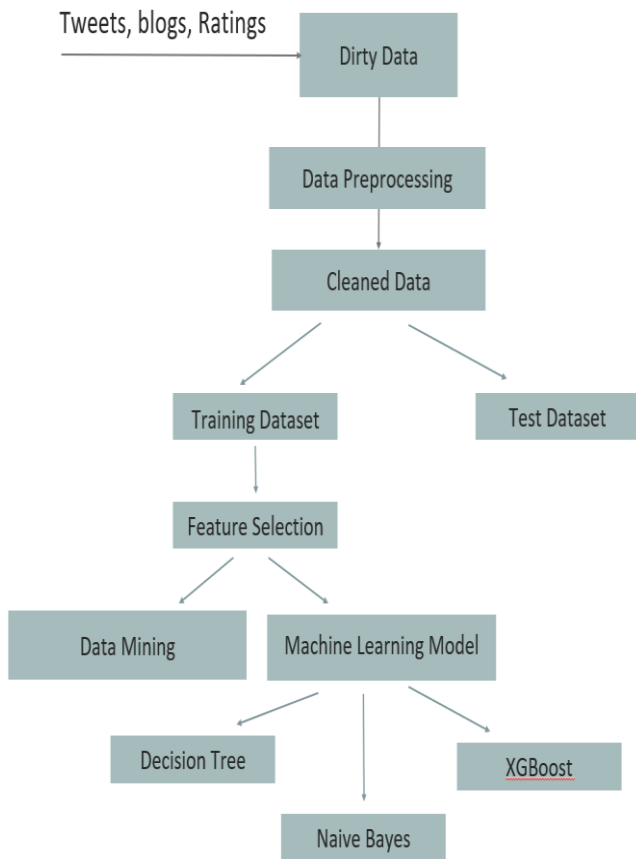 Tweets, blogs, Ratings
Dirty Data
Data Preprocessing
Cleaned Data
Training Dataset
Test Dataset
Feature Selection
Data Mining
Machine Learning Model
Decision Tree
XGBoost
Naive Bayes